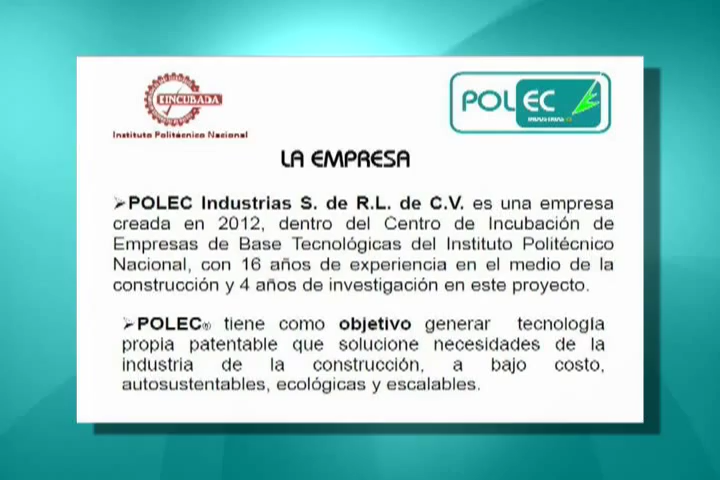 EINCUBADA
Instituto Politécnico Nacional
POLEC
LA EMPRESA
➢POLEC Industrias S. de R.L. de C.V. es una empresa
creada en 2012, dentro del Centro de Incubación de
Empresas de Base Tecnológicas del Instituto Politécnico
Nacional, con 16 años de experiencia en el medio de la
construcción y 4 años de investigación en este proyecto.
➢POLEC® tiene como objetivo generar tecnología
propia patentable que solucione necesidades de la
industria de la construcción, a bajo costo,
autosustentables, ecológicas y escalables.